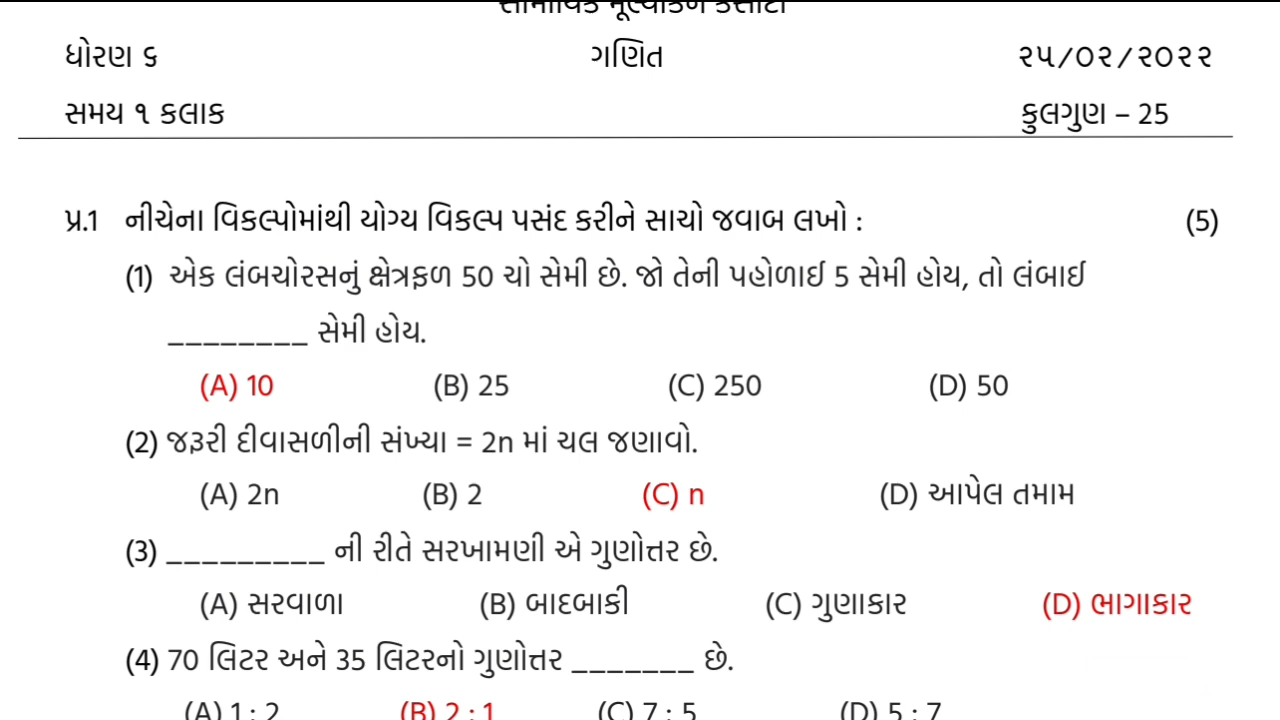 સામયિક મૂલ્યાંકન કસોટી
ધોરણ ૬ ગણિત ૨૫/૦૨/૨૦૨૨
સમય ૧ કલાક કુલગુણ – 25
પ્ર.1 નીચેના વિકલ્પોમાંથી યોગ્ય વિકલ્પ પસંદ કરીને સાચો જવાબ લખો : (5)
(1) એક લંબચોરસનું ક્ષેત્રફળ 50 ચો સેમી છે. જો તેની પહોળાઈ 5 સેમી હોય, તો લંબાઈ
________ સેમી હોય.
(A) 10 (B) 25 (C) 250 (D) 50
(2) જરૂરી દીવાસળીની સંખ્યા = 2n માં ચલ જણાવો.
(A) 2n (B) 2 (C) n (D) આપેલ તમામ
(3) _________ ની રીતે સરખામણી એ ગુણોત્તર છે.
(A) સરવાળા (B) બાદબાકી (C) ગુણાકાર (D) ભાગાકાર
(4) 70 લિટર અને 35 લિટરનો ગુણોત્તર _______ છે.
(A) 1 : 2 (B) 2 : 1 (C) 7 : 5 (D) 5 : 7